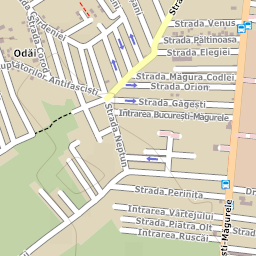 Strada Venus
Strada Păltinoasa
Strada Elegiei
Odăi
Strada Măgura Codlei
Strada Orion
Strada Găgești
Intrarea București-Măgurele
Strada Neptun
Strada Perinița
Intrarea Vârtejului
Strada Piatra Olt
Intrarea Ruscăi